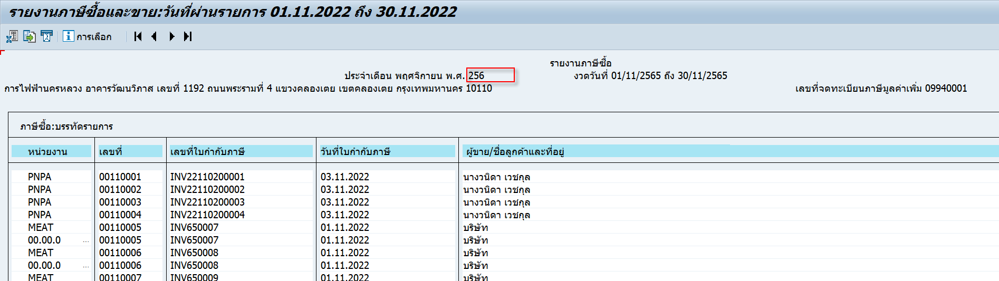 รายงานภาษีซื้อและขาย:วันที่ผ่านรายการ 01.11.2022 ถึง 30.11.2022
การเลือก
รายงานภาษีซื้อ
ประจำเดือน พฤศจิกายน พ.ศ. 256 งวดวันที่ 01/11/2565 ถึง 30/11/2565
การไฟฟ้านครหลวง อาคารวัฒนวิภาส เลขที่ 1192 ถนนพระรามที่ 4 แขวงคลองเตย เขตคลองเตย กรุงเทพมหานคร 10110 เลขที่จดทะเบียนภาษีมูลค่าเพิ่ม 09940001
ภาษีซื้อ:บรรทัดรายการ
หน่วยงาน เลขที่ เลขที่ใบกำกับภาษี วันที่ใบกำกับภาษี ผู้ขาย/ชื่อลูกค้าและที่อยู่
PNPA 00110001 INV22110200001 03.11.2022 นางวนิดา เวชกุล
PNPA 00110002 INV22110200002 03.11.2022 นางวนิดา เวชกุล
PNPA 00110003 INV22110200003 03.11.2022 นางวนิดา เวชกุล
PNPA 00110004 INV22110200004 03.11.2022 นางวนิดา เวชกุล
MEAT 00110005 INV650007 01.11.2022 บริษัท
00.00.0 ... 00110005 INV650007 01.11.2022 บริษัท
MEAT 00110006 INV650008 01.11.2022 บริษัท
00.00.0 ... 00110006 INV650008 01.11.2022 บริษัท
MEAT 00110007 INV650009 01.11.2022 บริษัท